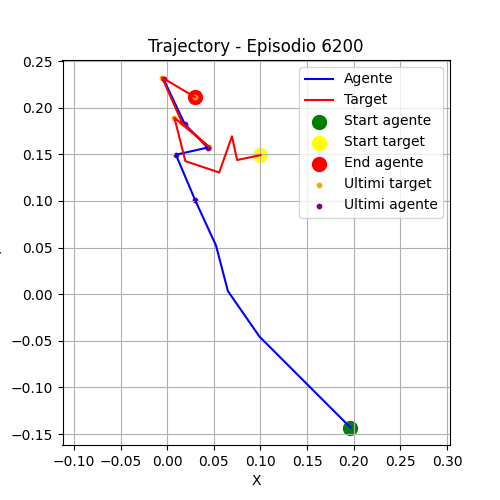 Trajectory - Episodio 6200
0.25
0.20
0.15
0.10
0.05
0.00
−0.05
−0.10
−0.15
Agente
Target
Start agente
Start target
End agente
Ultimi target
Ultimi agente
−0.10 −0.05 0.00 0.05 0.10 0.15 0.20 0.25 0.30
X